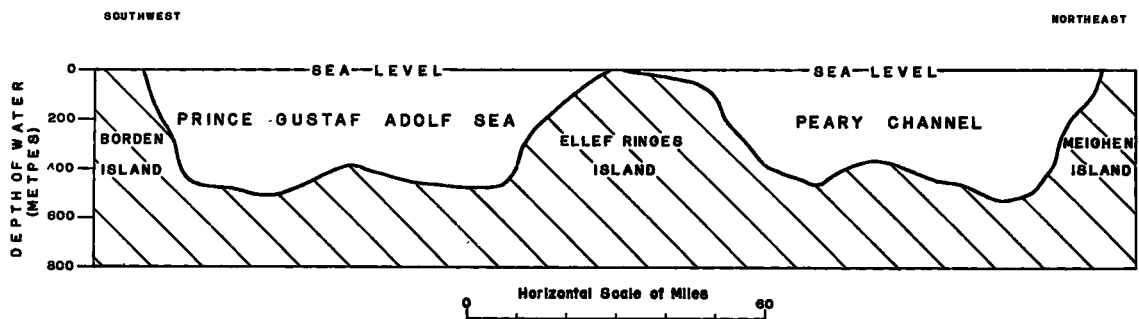 SOUTHWEST
NORTHEAST
DEPTH OF WATER
(METPES)
0
200
400
600
800
SEA LEVEL
SEA LEVEL
PRINCE GUSTAF ADOLF SEA
PEARY CHANNEL
BORDEN
ISLAND
ELLEF RINGES
ISLAND
MEIGHEN
ISLAND
Horizontal Scale of Miles
0
60